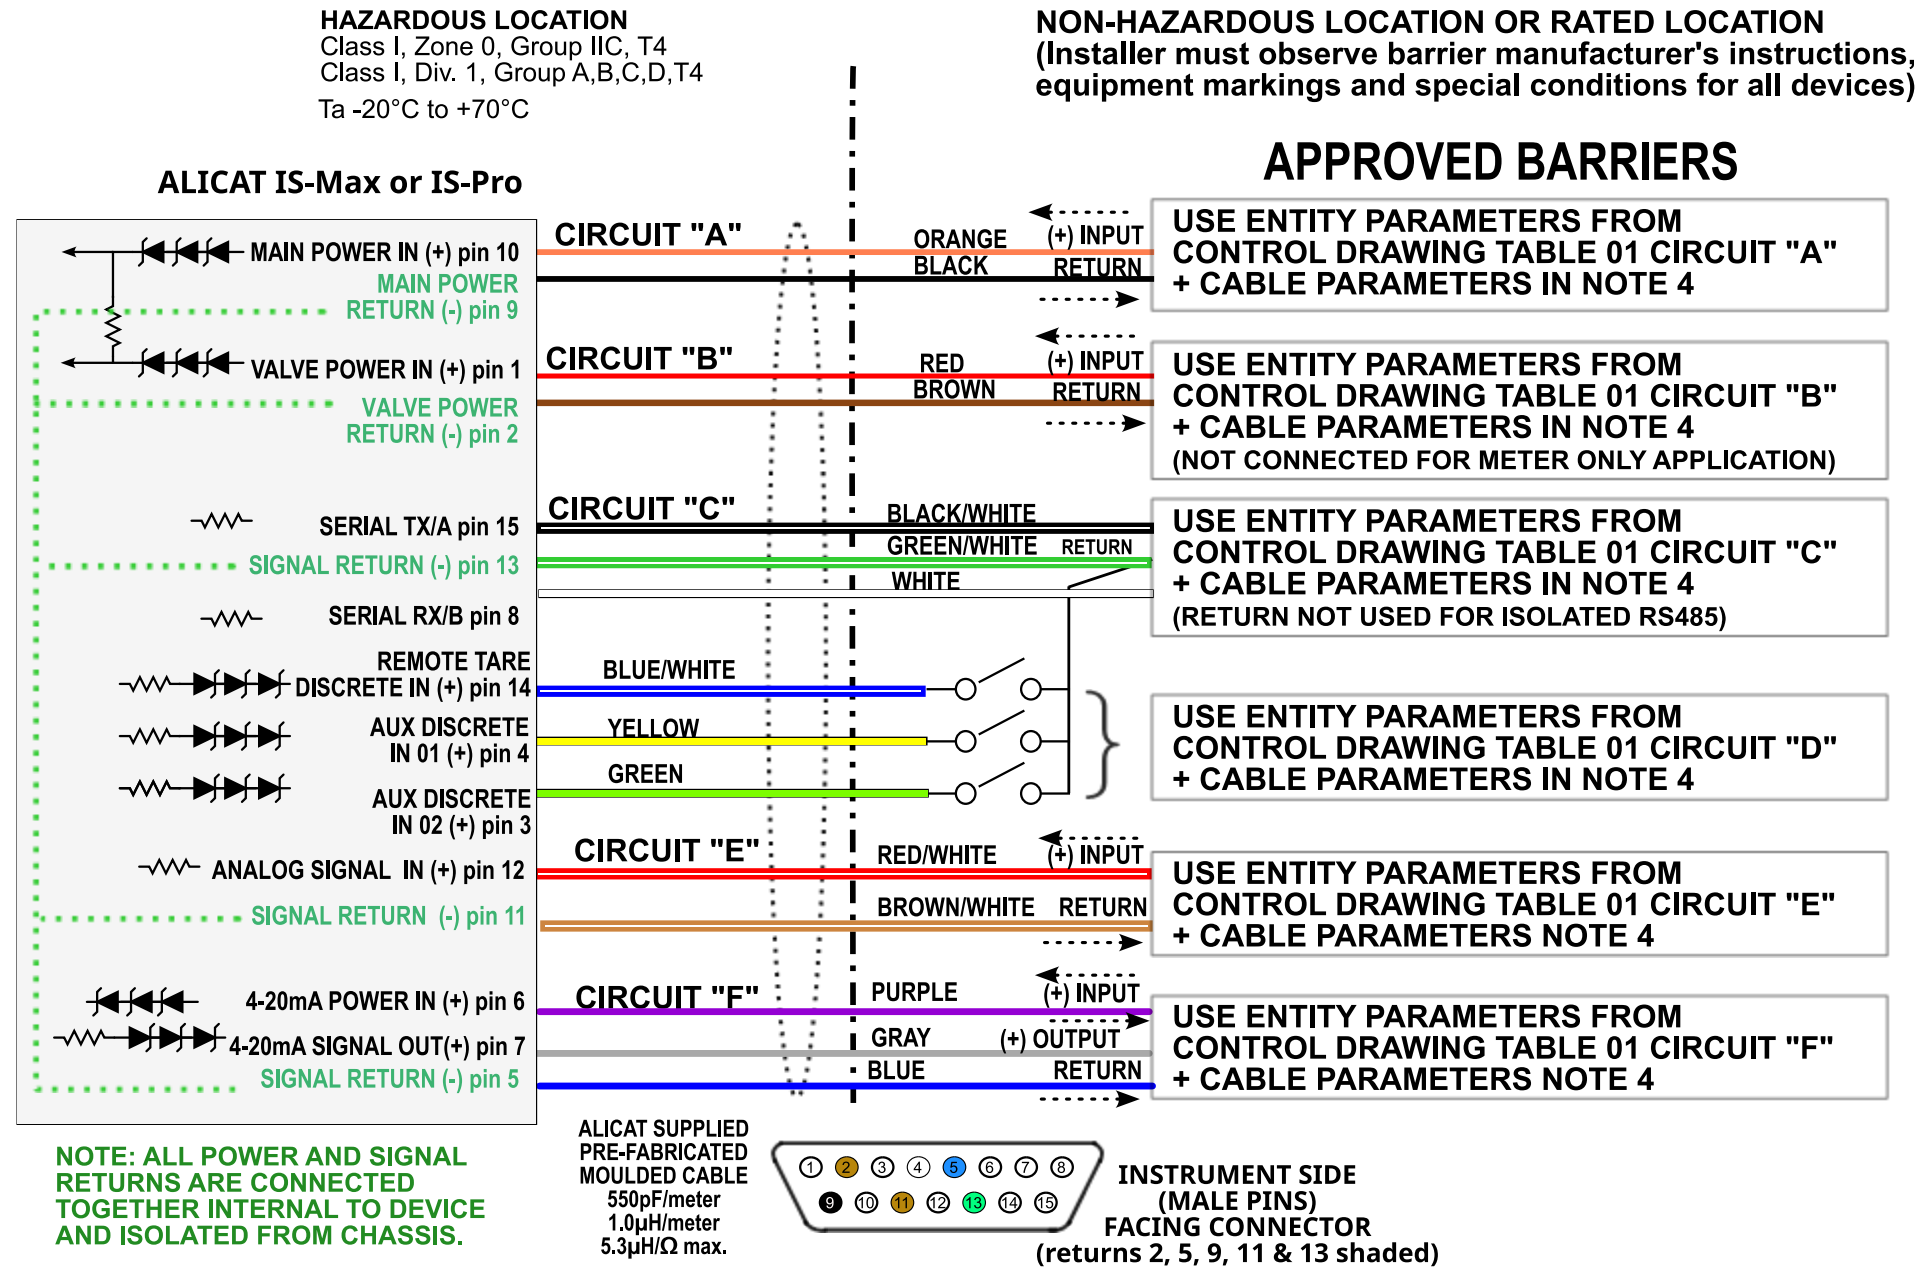 HAZARDOUS LOCATION
Class I, Zone 0, Group IIC, T4
Class I, Div. 1, Group A,B,C,D,T4
Ta -20°C to +70°C
NON-HAZARDOUS LOCATION OR RATED LOCATION
(Installer must observe barrier manufacturer's instructions,
equipment markings and special conditions for all devices)
APPROVED BARRIERS
ALICAT IS-Max or IS-Pro
MAIN POWER IN (+) pin 10
MAIN POWER
RETURN (-) pin 9
VALVE POWER IN (+) pin 1
VALVE POWER
RETURN (-) pin 2
SERIAL TX/A pin 15
SIGNAL RETURN (-) pin 13
SERIAL RX/B pin 8
REMOTE TARE
DISCRETE IN (+) pin 14
AUX DISCRETE
IN 01 (+) pin 4
AUX DISCRETE
IN 02 (+) pin 3
ANALOG SIGNAL IN (+) pin 12
SIGNAL RETURN (-) pin 11
4-20mA POWER IN (+) pin 6
4-20mA SIGNAL OUT(+) pin 7
SIGNAL RETURN (-) pin 5
CIRCUIT "A"
ORANGE
(+) INPUT
BLACK
RETURN
USE ENTITY PARAMETERS FROM
CONTROL DRAWING TABLE 01 CIRCUIT "A"
+ CABLE PARAMETERS IN NOTE 4
CIRCUIT "B"
RED
(+) INPUT
BROWN
RETURN
USE ENTITY PARAMETERS FROM
CONTROL DRAWING TABLE 01 CIRCUIT "B"
+ CABLE PARAMETERS IN NOTE 4
(NOT CONNECTED FOR METER ONLY APPLICATION)
CIRCUIT "C"
BLACK/WHITE
GREEN/WHITE
RETURN
WHITE
USE ENTITY PARAMETERS FROM
CONTROL DRAWING TABLE 01 CIRCUIT "C"
+ CABLE PARAMETERS IN NOTE 4
(RETURN NOT USED FOR ISOLATED RS485)
BLUE/WHITE
YELLOW
GREEN
USE ENTITY PARAMETERS FROM
CONTROL DRAWING TABLE 01 CIRCUIT "D"
+ CABLE PARAMETERS IN NOTE 4
CIRCUIT "E"
RED/WHITE
(+) INPUT
BROWN/WHITE
RETURN
USE ENTITY PARAMETERS FROM
CONTROL DRAWING TABLE 01 CIRCUIT "E"
+ CABLE PARAMETERS NOTE 4
CIRCUIT "F"
PURPLE
(+) INPUT
GRAY
(+) OUTPUT
BLUE
RETURN
USE ENTITY PARAMETERS FROM
CONTROL DRAWING TABLE 01 CIRCUIT "F"
+ CABLE PARAMETERS NOTE 4
NOTE: ALL POWER AND SIGNAL
RETURNS ARE CONNECTED
TOGETHER INTERNAL TO DEVICE
AND ISOLATED FROM CHASSIS.
ALICAT SUPPLIED
PRE-FABRICATED
MOULDED CABLE
550pF/meter
1.0µH/meter
5.3µH/Ω max.
1 2 3 4 5 6 7 8
9 10 11 12 13 14 15
INSTRUMENT SIDE
(MALE PINS)
FACING CONNECTOR
(returns 2, 5, 9, 11 & 13 shaded)